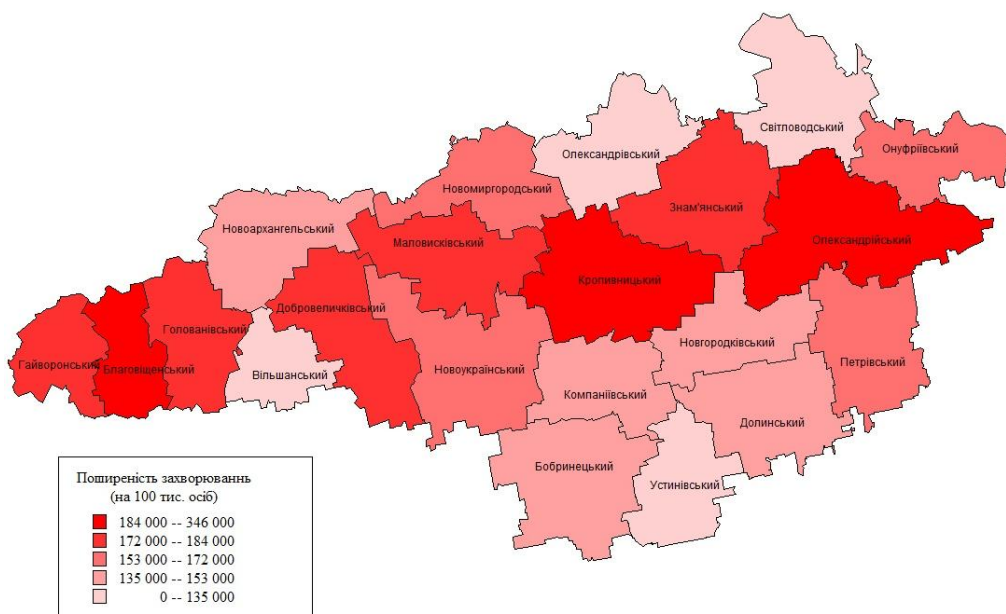 Світловодський
Онуфріївський
Олександрівський
Новомиргородський
Знам'янський
Новоархангельський
Маловисківський
Олександрійський
Кропивницький
Добровеличківський
Голованівський
Гайворонський
Благовіщенський
Вільшанський
Новоукраїнський
Новгородківський
Петрівський
Компаніївський
Долинський
Бобринецький
Устинівський
Поширеність захворюваннь
(на 100 тис. осіб)
184 000 -- 346 000
172 000 -- 184 000
153 000 -- 172 000
135 000 -- 153 000
0 -- 135 000